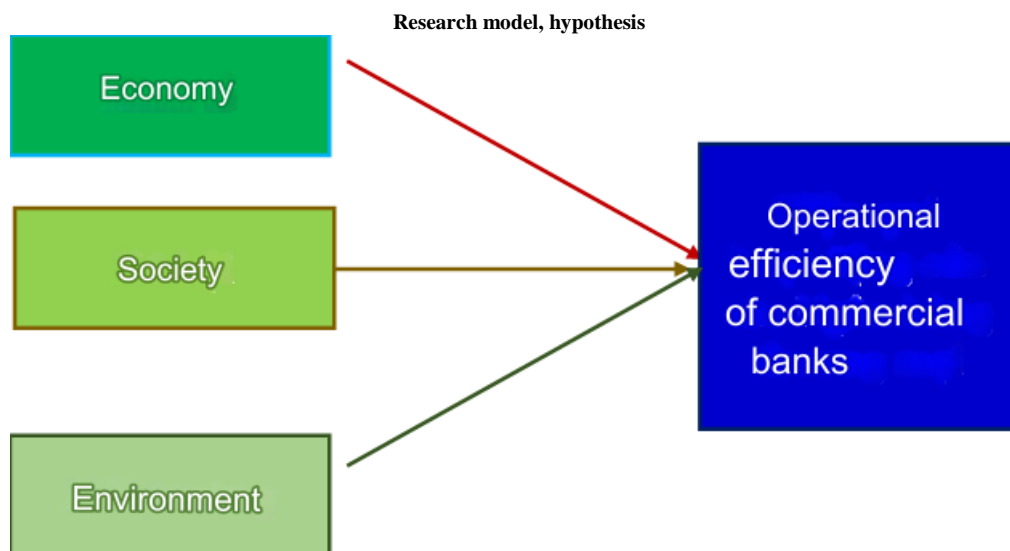 Research model, hypothesis
Economy
Society
Environment
Operational
efficiency
of commercial
banks